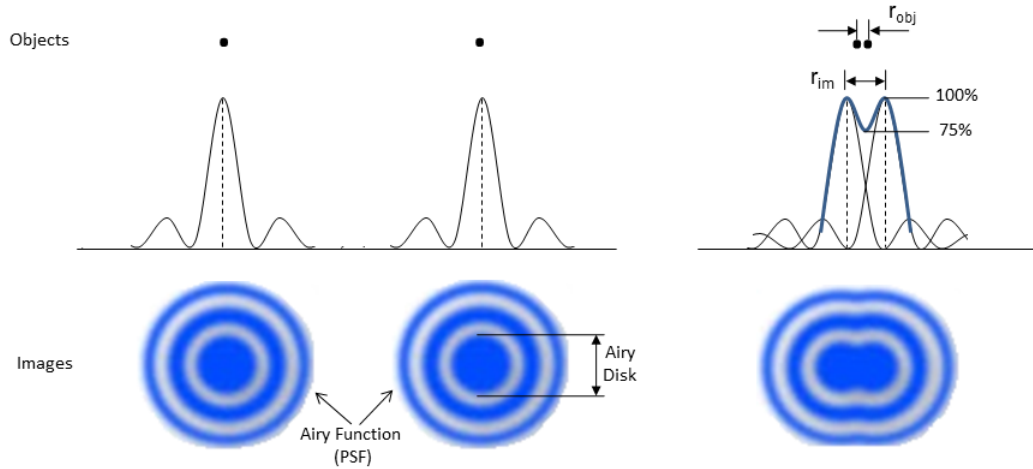 Objects
r_obj
r_im
100%
75%
Images
Airy
Disk
Airy Function
(PSF)